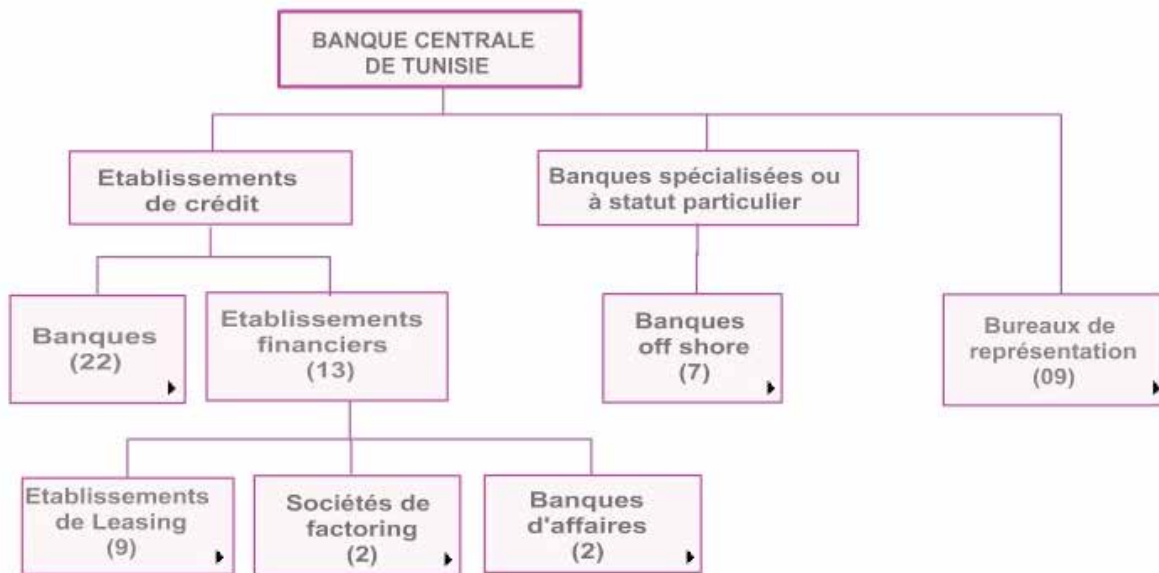 BANQUE CENTRALE
DE TUNISIE
Etablissements
de crédit
Banques spécialisées ou
à statut particulier
Banques
(22)
Etablissements
financiers
(13)
Banques
off shore
(7)
Bureaux de
représentation
(09)
Etablissements
de Leasing
(9)
Sociétés de
factoring
(2)
Banques
d'affaires
(2)